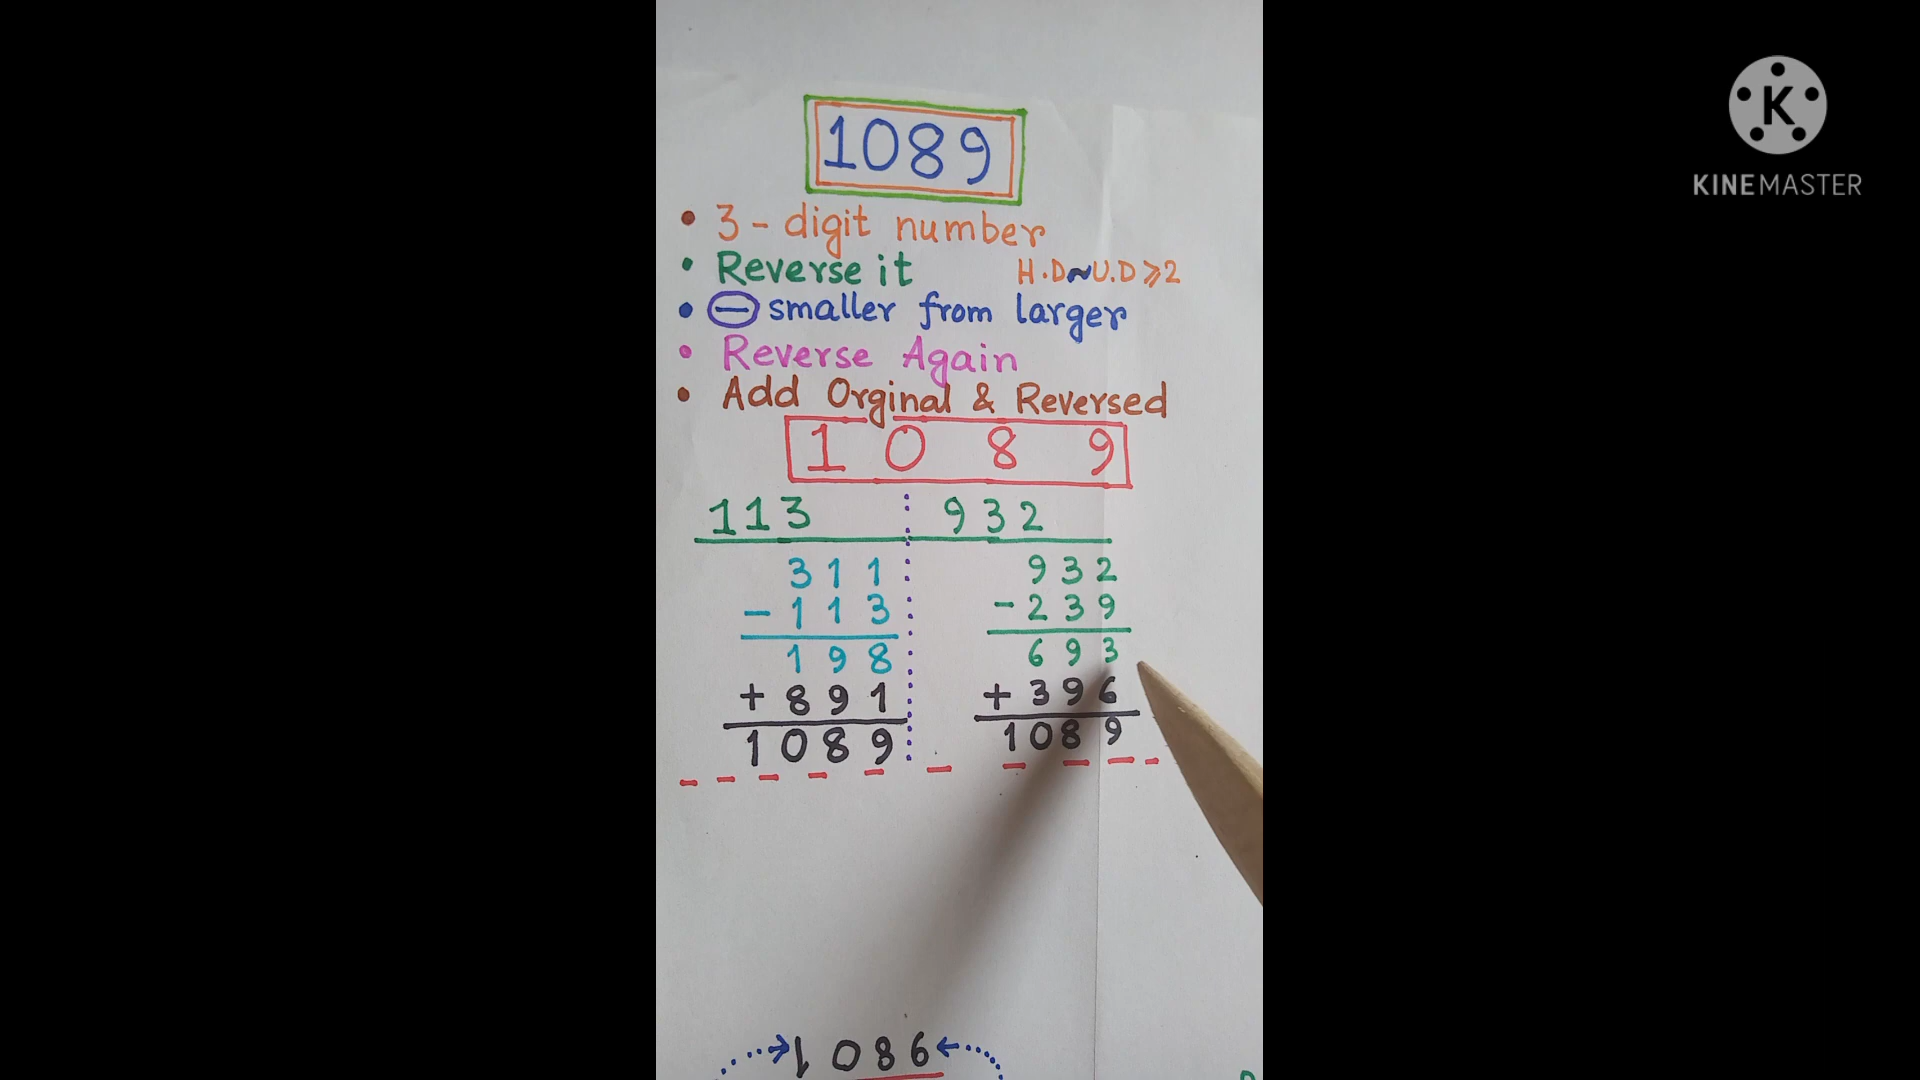 1089
K
KINEMASTER
• 3-digit number
• Reverse it H.D~U.D⩾2
• ⊖ smaller from larger
• Reverse Again
• Add Orginal & Reversed
1 0 8 9
113 932
311
-113
198
+891
1089
932
-239
693
+396
1089
1086